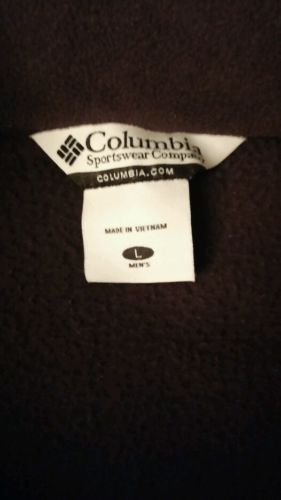 Columbia
Sportswear Company
COLUMBIA.COM
MADE IN VIETNAM
L
MEN'S